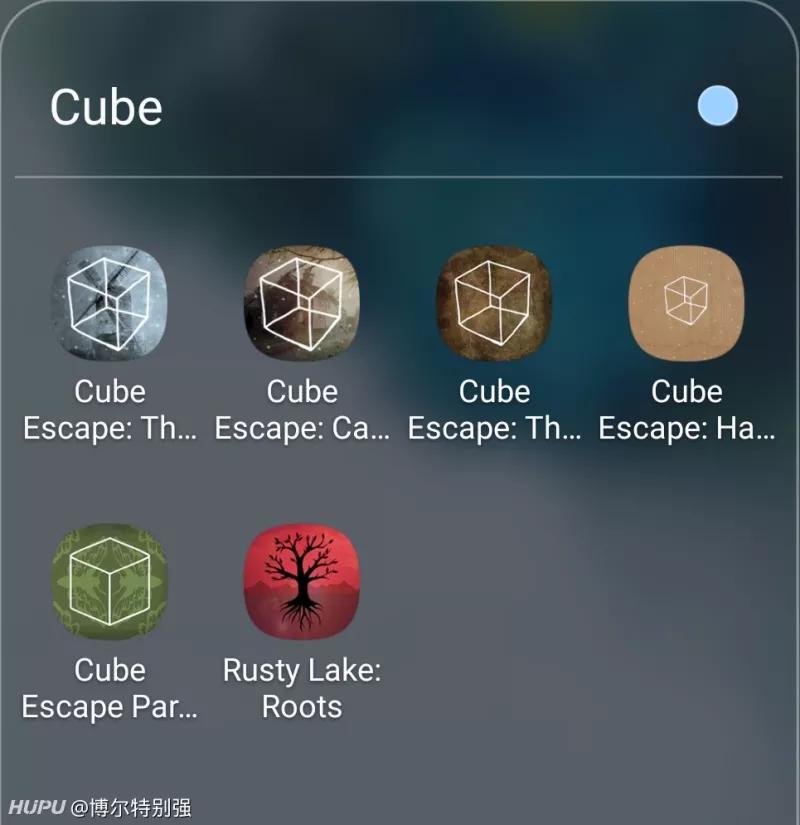 Cube
Cube
Escape: Th...
Cube
Escape: Ca...
Cube
Escape: Th...
Cube
Escape: Ha...
Cube
Escape Par...
Rusty Lake:
Roots
HUPU @博尔特别强